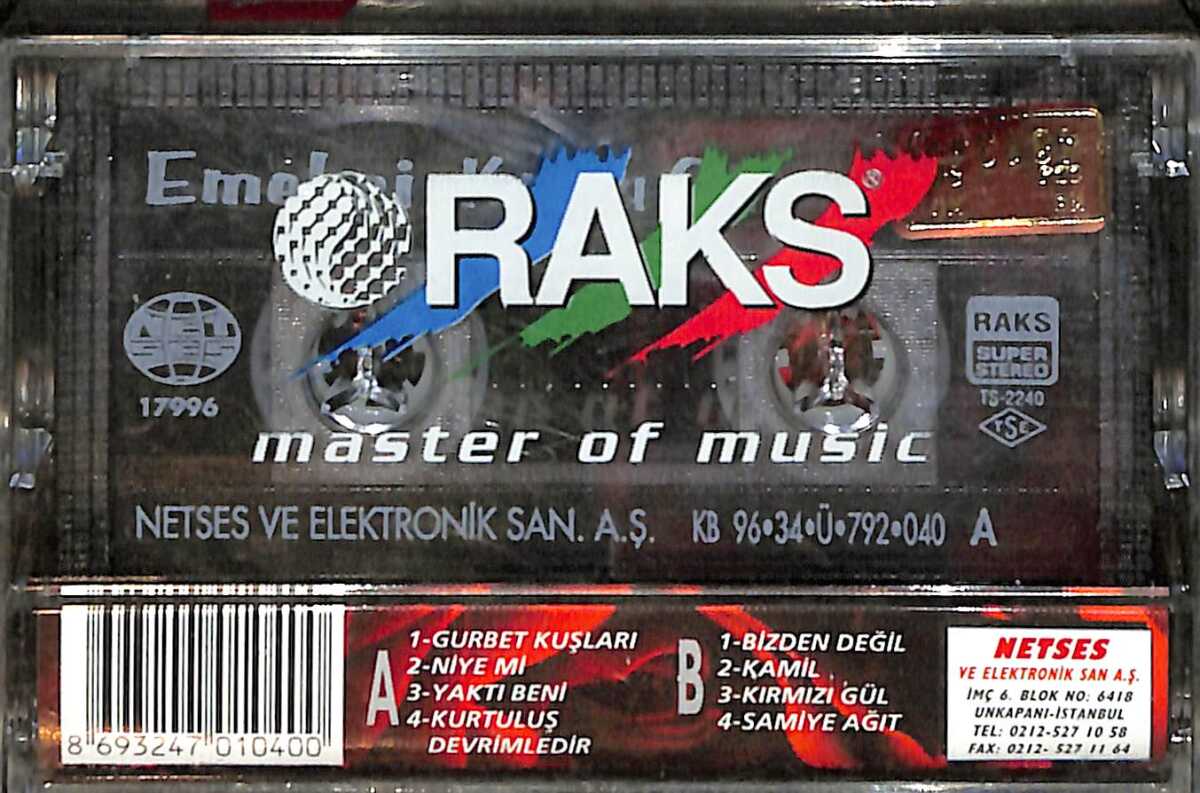 RAKS®
17996
RAKS
SUPER
STEREO
TS-2240
TSE
master of music
NETSES VE ELEKTRONİK SAN. A.Ş. KB 96•34•Ü•792•040 A
A
1-GURBET KUŞLARI
2-NİYE Mİ
3-YAKTI BENİ
4-KURTULUŞ
DEVRİMLEDİR
B
1-BİZDEN DEĞİL
2-KAMİL
3-KIRMIZI GÜL
4-SAMİYE AĞIT
NETSES
VE ELEKTRONİK SAN A.Ş.
İMÇ 6. BLOK NO: 6418
UNKAPANI-İSTANBUL
TEL: 0212-527 10 58
FAX: 0212- 527 11 64
8 693247 010400